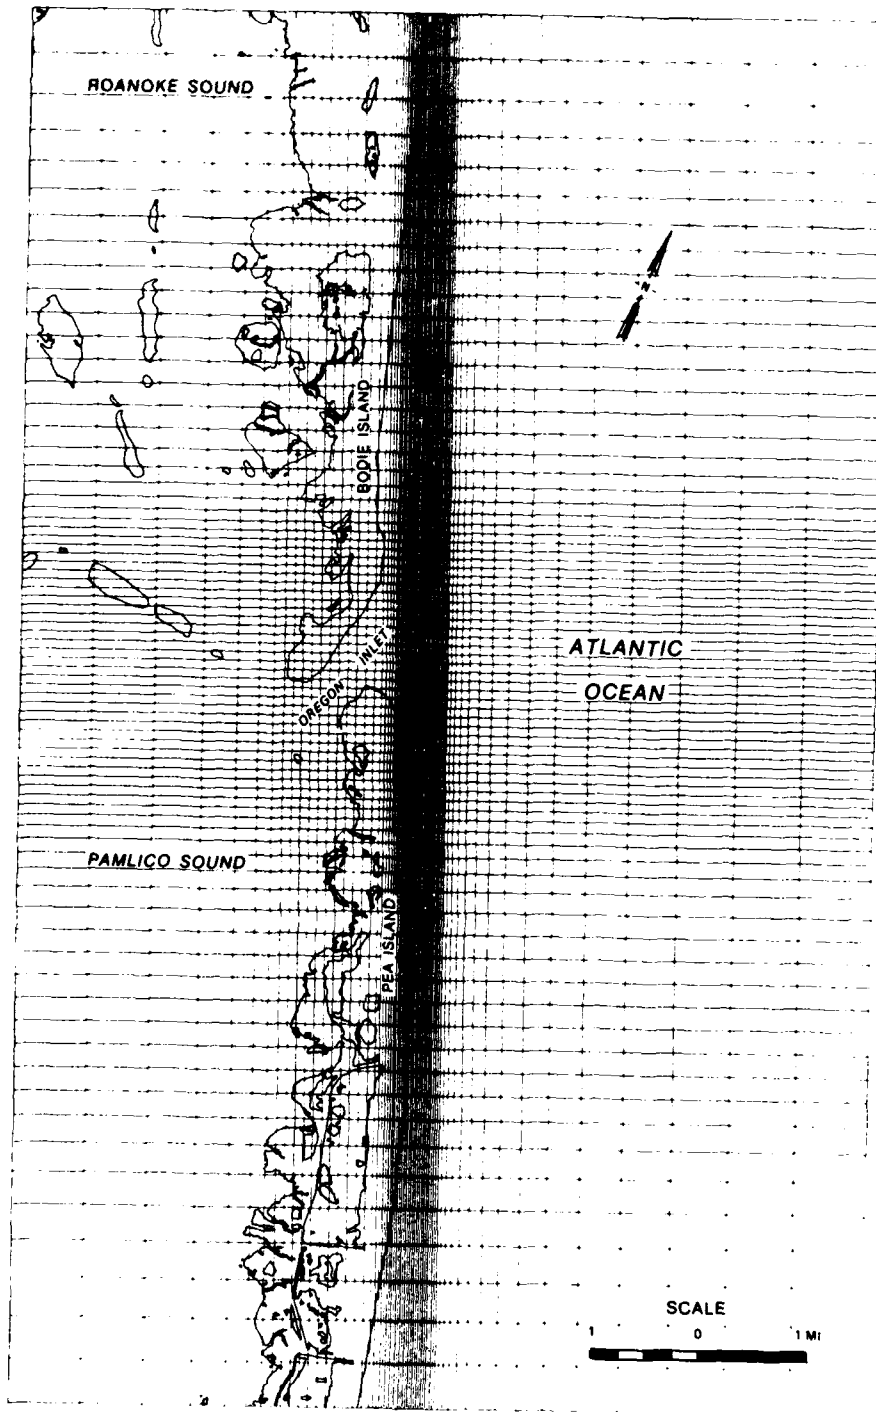 ROANOKE SOUND
N
BODIE ISLAND
ATLANTIC
OCEAN
OREGON INLET
PAMLICO SOUND
PEA ISLAND
SCALE
1 0 1 MI